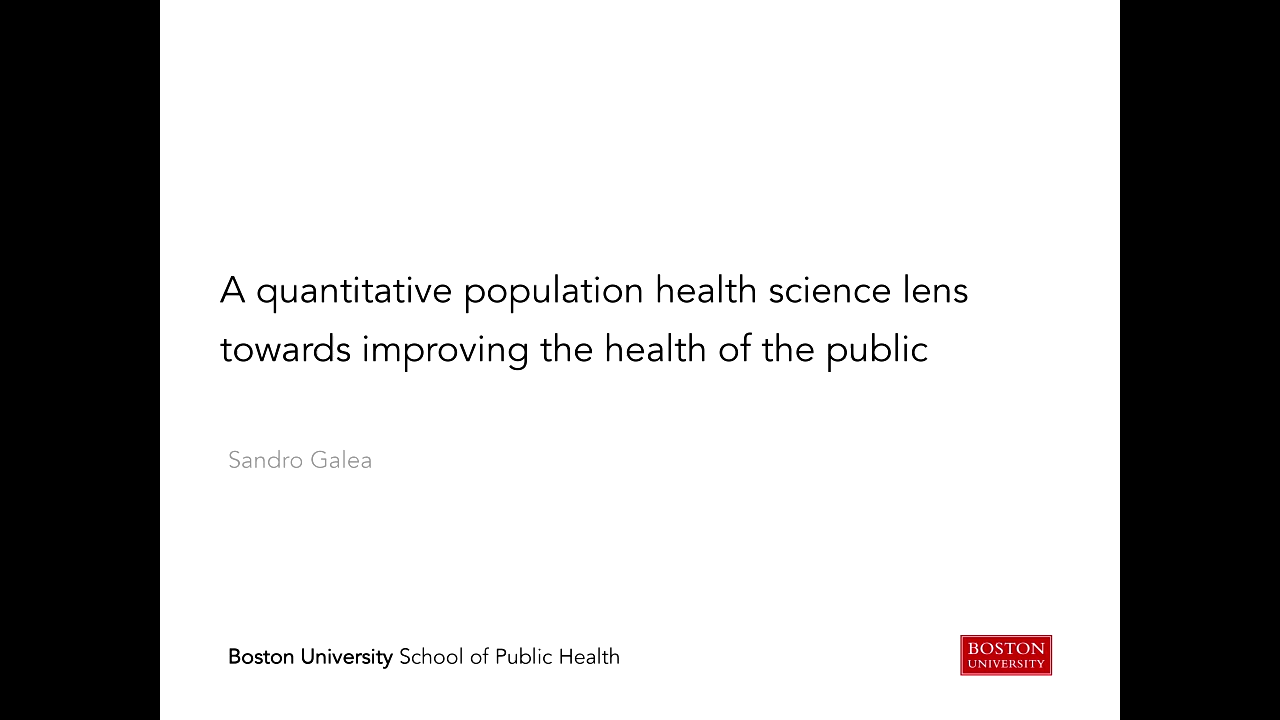 A quantitative population health science lens
towards improving the health of the public
Sandro Galea
Boston University School of Public Health
BOSTON
UNIVERSITY